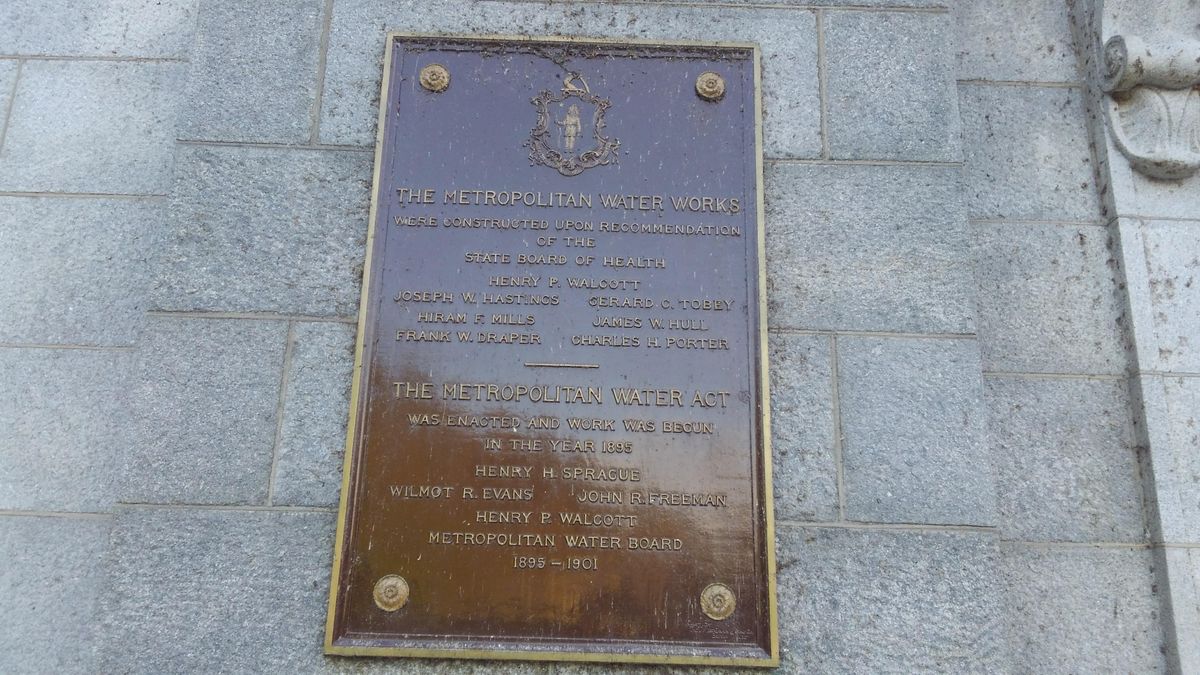 THE METROPOLITAN WATER WORKS
WERE CONSTRUCTED UPON RECOMMENDATION
OF THE
STATE BOARD OF HEALTH
HENRY P. WALCOTT
JOSEPH W. HASTINGS GERARD C. TOBEY
HIRAM F. MILLS JAMES W. HULL
FRANK W. DRAPER CHARLES H. PORTER
THE METROPOLITAN WATER ACT
WAS ENACTED AND WORK WAS BEGUN
IN THE YEAR 1895
HENRY H. SPRAGUE
WILMOT R. EVANS JOHN R. FREEMAN
HENRY P. WALCOTT
METROPOLITAN WATER BOARD
1895 – 1901